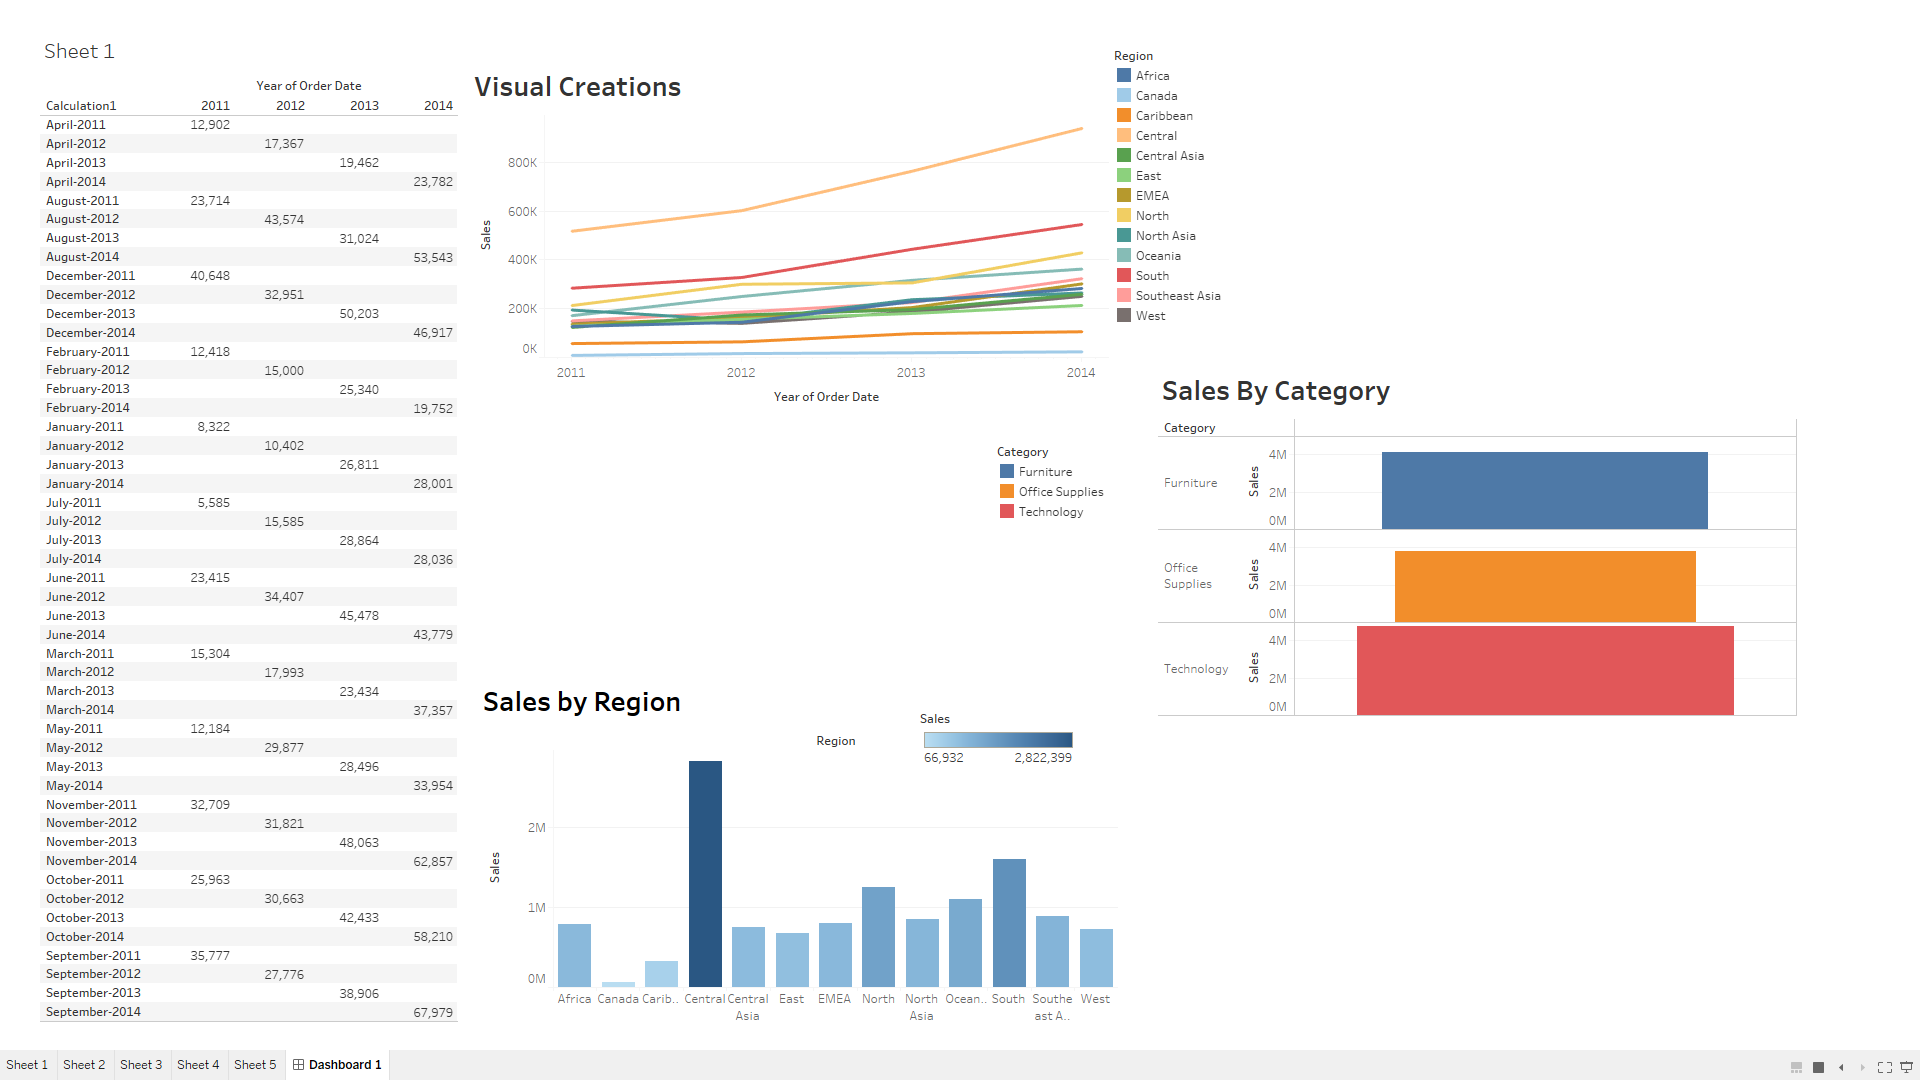 Sheet 1
Year of Order Date
Calculation1 2011 2012 2013 2014
April-2011 12,902
April-2012 17,367
April-2013 19,462
April-2014 23,782
August-2011 23,714
August-2012 43,574
August-2013 31,024
August-2014 53,543
December-2011 40,648
December-2012 32,951
December-2013 50,203
December-2014 46,917
February-2011 12,418
February-2012 15,000
February-2013 25,340
February-2014 19,752
January-2011 8,322
January-2012 10,402
January-2013 26,811
January-2014 28,001
July-2011 5,585
July-2012 15,585
July-2013 28,864
July-2014 28,036
June-2011 23,415
June-2012 34,407
June-2013 45,478
June-2014 43,779
March-2011 15,304
March-2012 17,993
March-2013 23,434
March-2014 37,357
May-2011 12,184
May-2012 29,877
May-2013 28,496
May-2014 33,954
November-2011 32,709
November-2012 31,821
November-2013 48,063
November-2014 62,857
October-2011 25,963
October-2012 30,663
October-2013 42,433
October-2014 58,210
September-2011 35,777
September-2012 27,776
September-2013 38,906
September-2014 67,979
Visual Creations
Sales
800K
600K
400K
200K
0K
2011 2012 2013 2014
Year of Order Date
Region
Africa
Canada
Caribbean
Central
Central Asia
East
EMEA
North
North Asia
Oceania
South
Southeast Asia
West
Category
Furniture
Office Supplies
Technology
Sales By Category
Category
Furniture
Sales
4M
2M
0M
Office
Supplies
Sales
4M
2M
0M
Technology
Sales
4M
2M
0M
Sales by Region
Sales
66,932 2,822,399
Region
Sales
2M
1M
0M
Africa Canada Carib.. Central Central East EMEA North North Ocean.. South Southe West
Asia Asia ast A..
Sheet 1 Sheet 2 Sheet 3 Sheet 4 Sheet 5 Dashboard 1